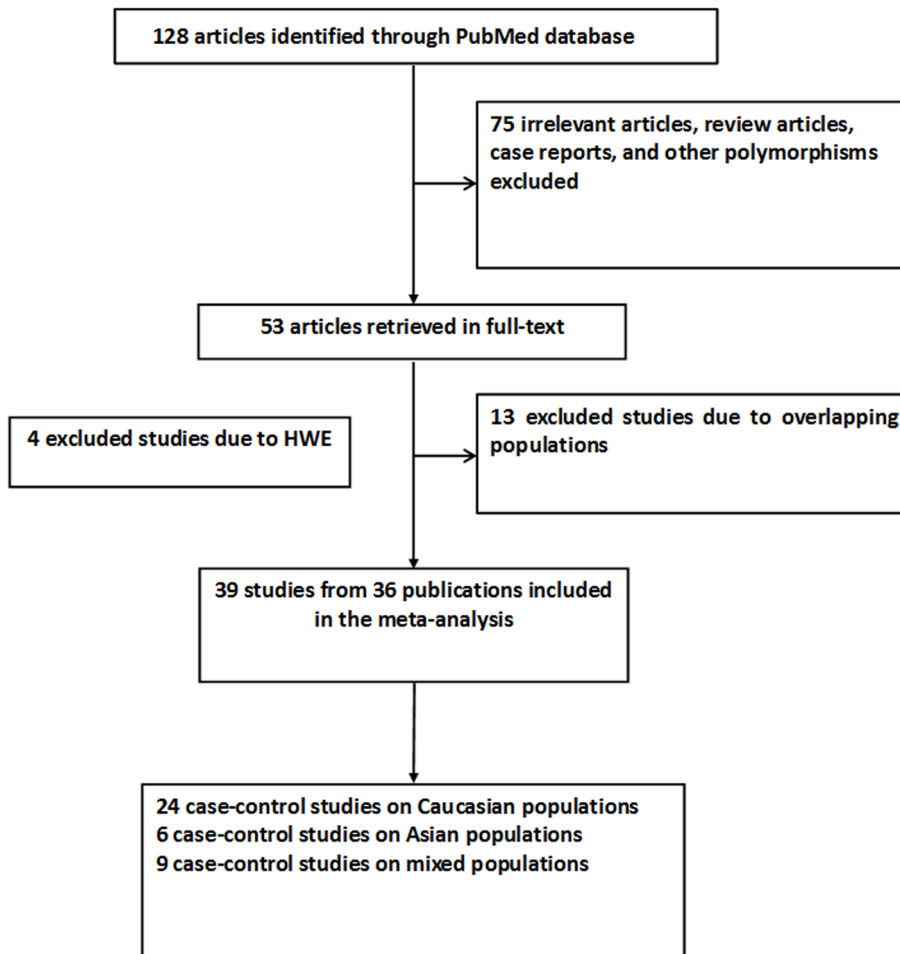 128 articles identified through PubMed database
75 irrelevant articles, review articles,
case reports, and other polymorphisms
excluded
53 articles retrieved in full-text
4 excluded studies due to HWE
13 excluded studies due to overlapping
populations
39 studies from 36 publications included
in the meta-analysis
24 case-control studies on Caucasian populations
6 case-control studies on Asian populations
9 case-control studies on mixed populations